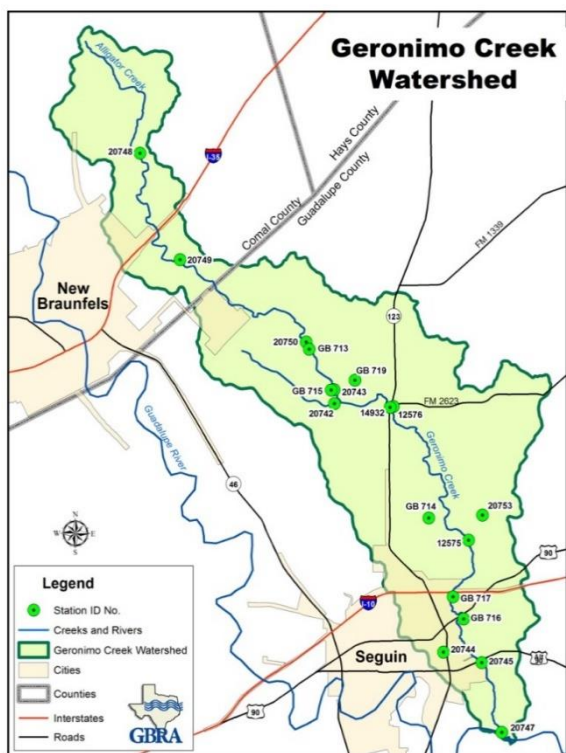 Geronimo Creek
Watershed
Alligator Creek
20748
I-35
Hays County
Comal County
Guadalupe County
FM 1339
20749
New
Braunfels
123
20750
GB 713
GB 719
GB 715
20743
FM 2623
20742
14932
12576
Guadalupe River
Geronimo Creek
46
GB 714
20753
12575
90
GB 717
I-10
GB 716
20744
20745
90
Seguin
90
20747
N
W
E
S
Legend
Station ID No.
Creeks and Rivers
Geronimo Creek Watershed
Cities
Counties
Interstates
Roads
GBRA